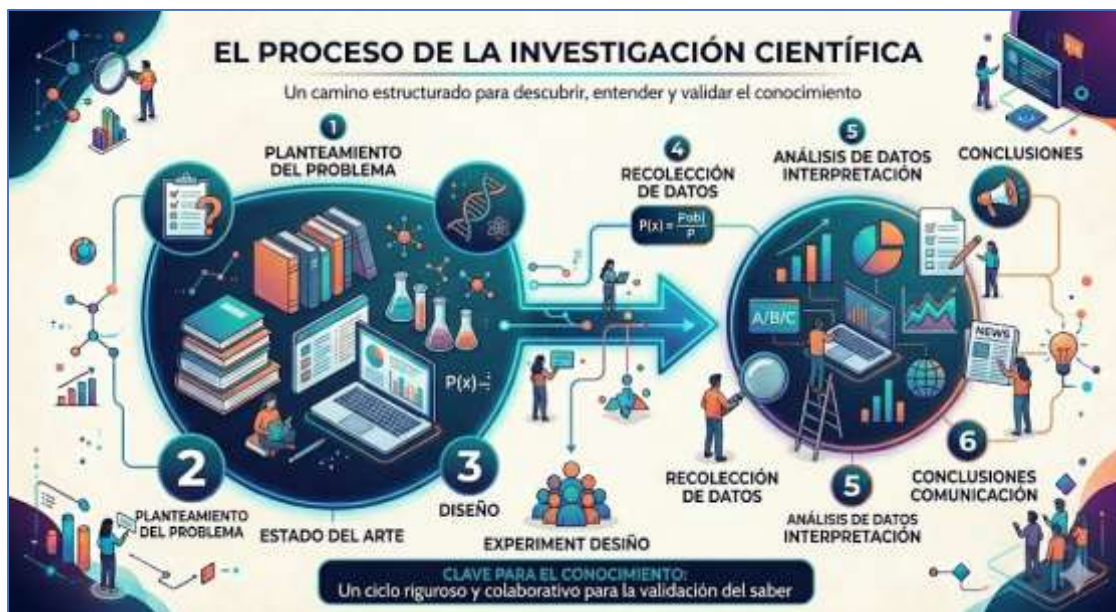 EL PROCESO DE LA INVESTIGACIÓN CIENTÍFICA
Un camino estructurado para descubrir, entender y validar el conocimiento
1
PLANTEAMIENTO
DEL PROBLEMA
4
RECOLECCIÓN
DE DATOS
P(x) = Pobj
P
5
ANÁLISIS DE DATOS
INTERPRETACIÓN
CONCLUSIONES
P(x)
A/B/C
NEWS
2
PLANTEAMIENTO
DEL PROBLEMA
ESTADO DEL ARTE
3
DISEÑO
EXPERIMENT DESIÑO
RECOLECCIÓN
DE DATOS
5
ANÁLISIS DE DATOS
INTERPRETACIÓN
6
CONCLUSIONES
COMUNICACIÓN
CLAVE PARA EL CONOCIMIENTO:
Un ciclo riguroso y colaborativo para la validación del saber